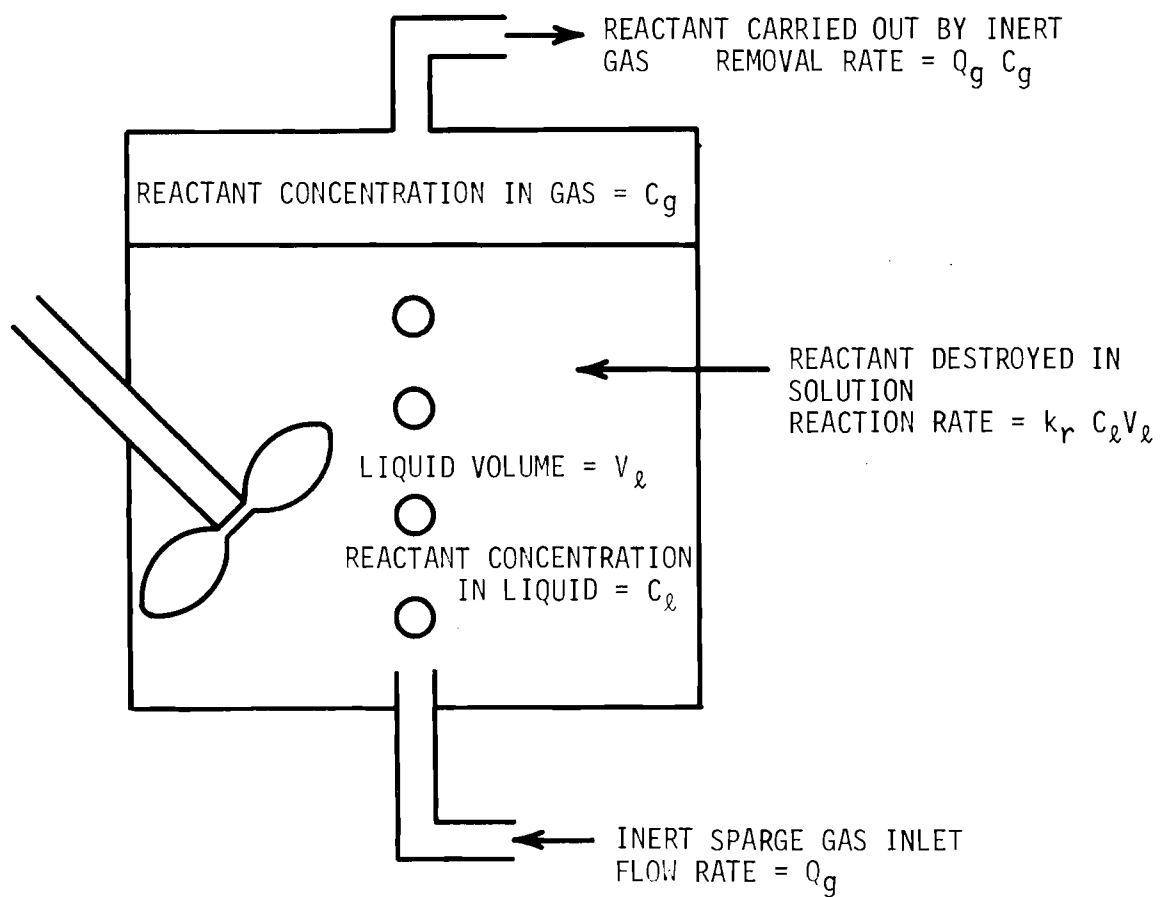 REACTANT CARRIED OUT BY INERT
GAS REMOVAL RATE = Qg Cg
REACTANT CONCENTRATION IN GAS = Cg
REACTANT DESTROYED IN
SOLUTION
REACTION RATE = kr CℓVℓ
LIQUID VOLUME = Vℓ
REACTANT CONCENTRATION
IN LIQUID = Cℓ
INERT SPARGE GAS INLET
FLOW RATE = Qg